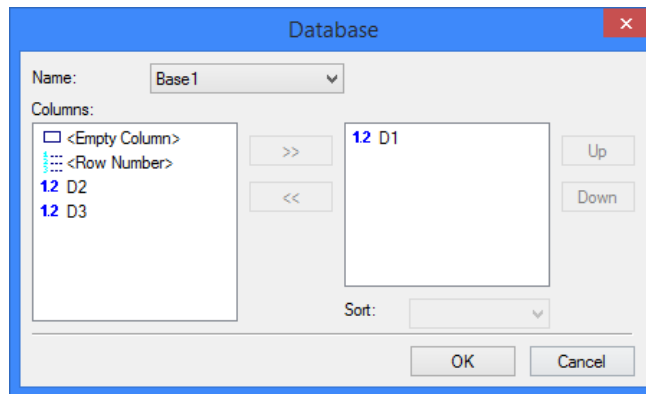 Database
Name:
Base1
Columns:
<Empty Column>
<Row Number>
1.2 D2
1.2 D3
>>
<<
1.2 D1
Up
Down
Sort:
OK
Cancel